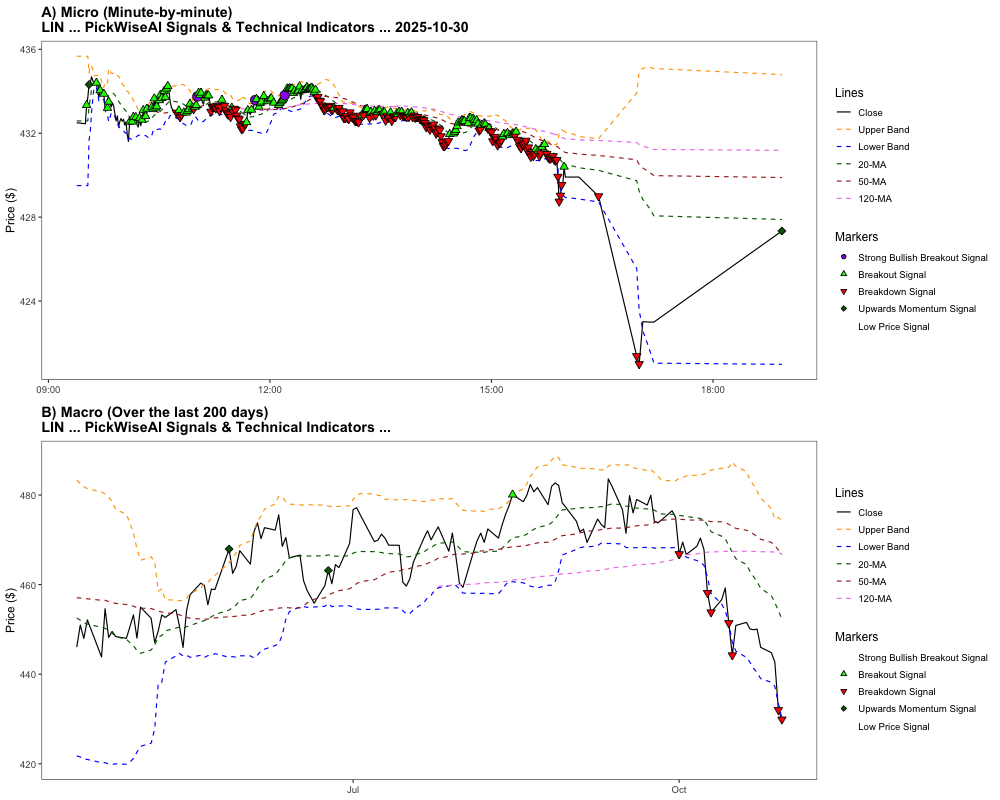 A) Micro (Minute-by-minute)
LIN ... PickWiseAI Signals & Technical Indicators ... 2025-10-30
Price ($)
436
432
428
424
09:00
12:00
15:00
18:00
Lines
Close
Upper Band
Lower Band
20-MA
50-MA
120-MA
Markers
Strong Bullish Breakout Signal
Breakout Signal
Breakdown Signal
Upwards Momentum Signal
Low Price Signal
B) Macro (Over the last 200 days)
LIN ... PickWiseAI Signals & Technical Indicators ...
Price ($)
480
460
440
420
Jul
Oct
Lines
Close
Upper Band
Lower Band
20-MA
50-MA
120-MA
Markers
Strong Bullish Breakout Signal
Breakout Signal
Breakdown Signal
Upwards Momentum Signal
Low Price Signal